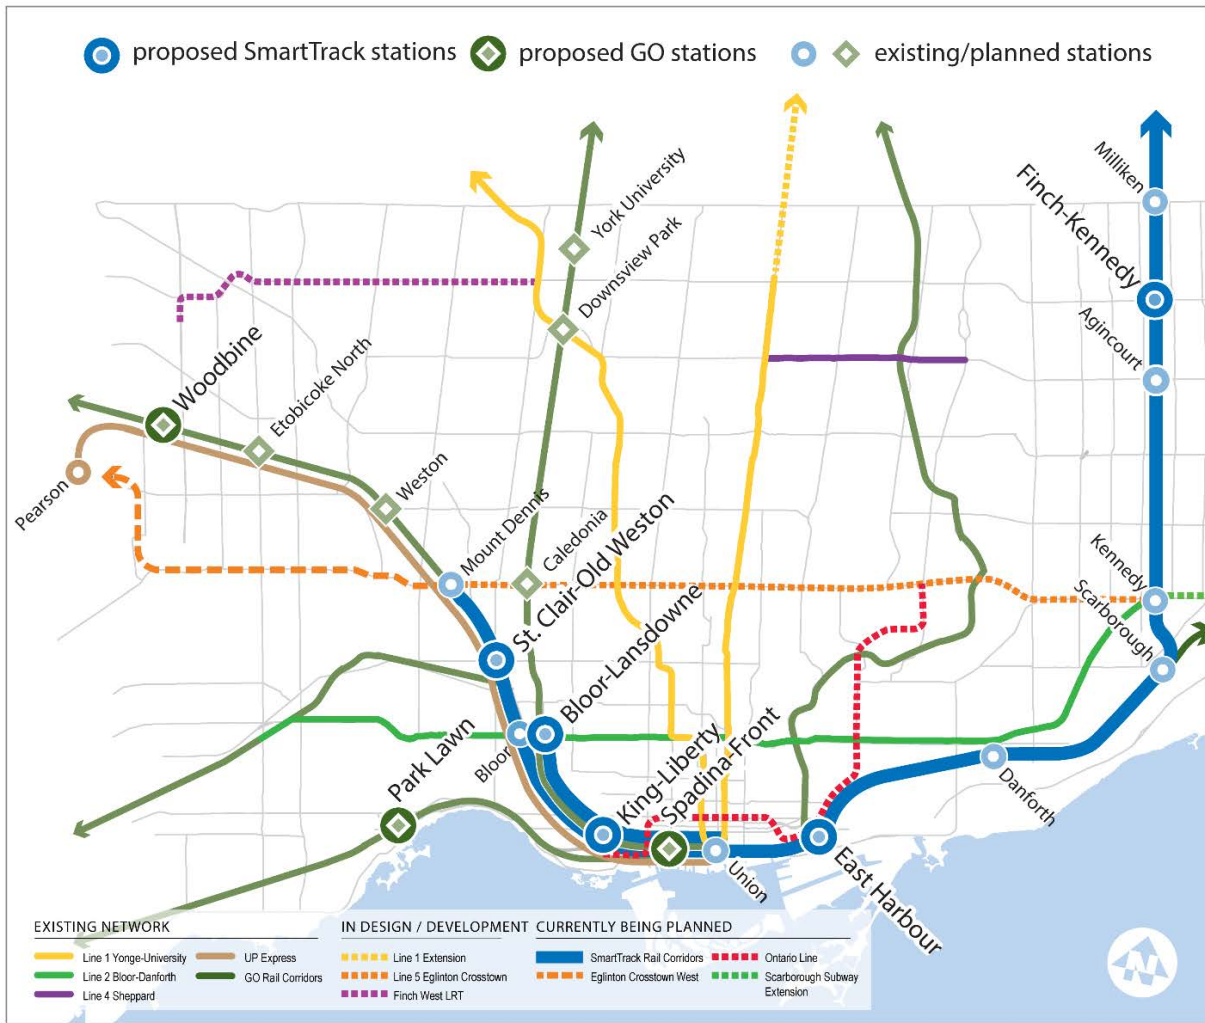 proposed SmartTrack stations
proposed GO stations
existing/planned stations
Milliken
Finch-Kennedy
York University
Downsview Park
Agincourt
Woodbine
Etobicoke North
Pearson
Weston
Mount Dennis
Caledonia
St. Clair-Old Weston
Kennedy
Scarborough
Bloor-Lansdowne
Bloor
Park Lawn
King-Liberty
Spadina-Front
Danforth
Union
East Harbour
EXISTING NETWORK
Line 1 Yonge-University
Line 2 Bloor-Danforth
Line 4 Sheppard
UP Express
GO Rail Corridors
IN DESIGN / DEVELOPMENT
Line 1 Extension
Line 5 Eglinton Crosstown
Finch West LRT
CURRENTLY BEING PLANNED
SmartTrack Rail Corridors
Eglinton Crosstown West
Ontario Line
Scarborough Subway
Extension
N